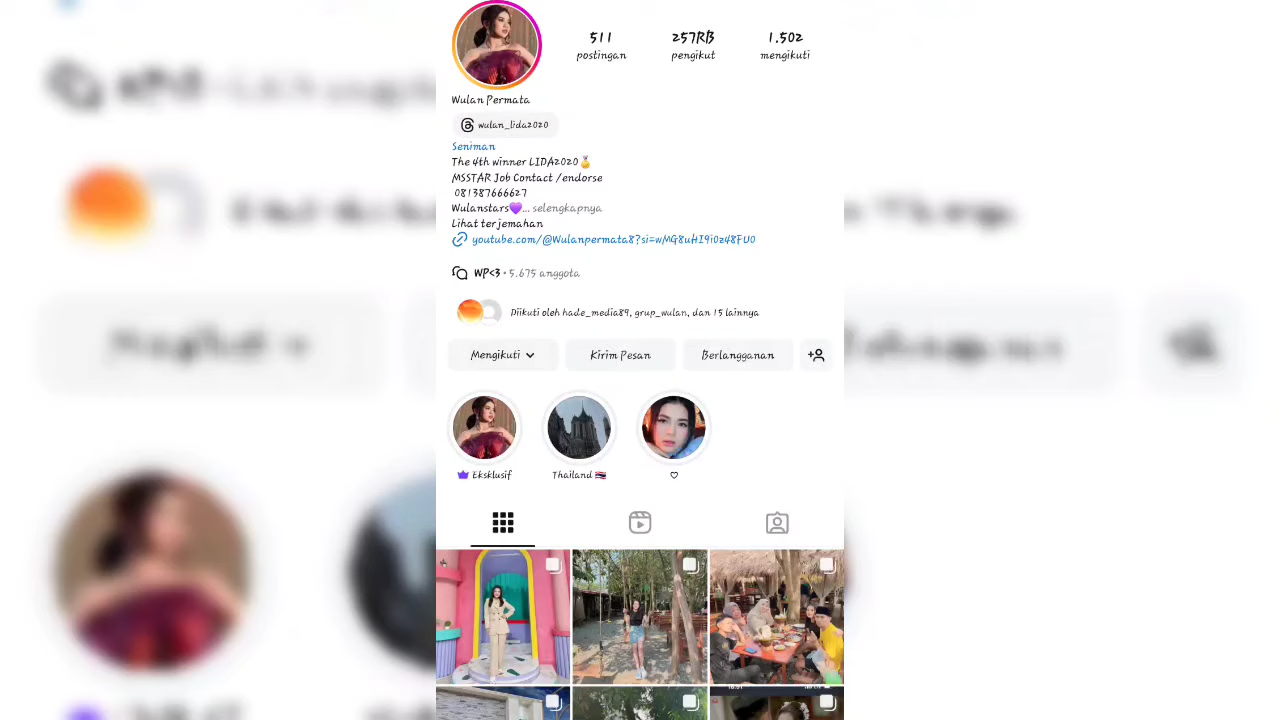 511 257RB 1.502
postingan pengikut mengikuti
Wulan Permata
wulan_lida2020
Seniman
The 4th winner LIDA2020🏅
MSSTAR Job Contact /endorse
081387666627
Wulanstars💜... selengkapnya
Lihat terjemahan
youtube.com/@Wulanpermata8?si=wMG8uHI9i0z48FU0
WP<3 • 5.675 anggota
Diikuti oleh hade_media89, grup_wulan, dan 15 lainnya
Mengikuti Kirim Pesan Berlangganan
Eksklusif Thailand 🇹🇭 ♡